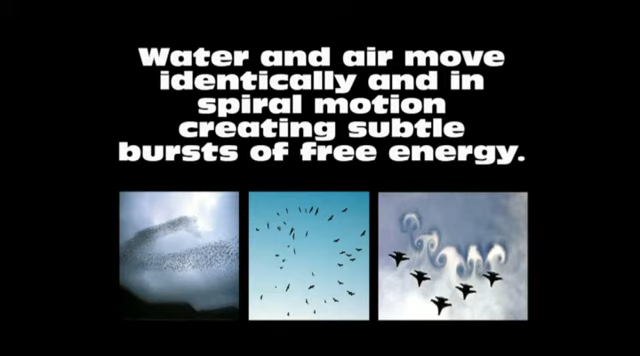 Water and air move
identically and in
spiral motion
creating subtle
bursts of free energy.